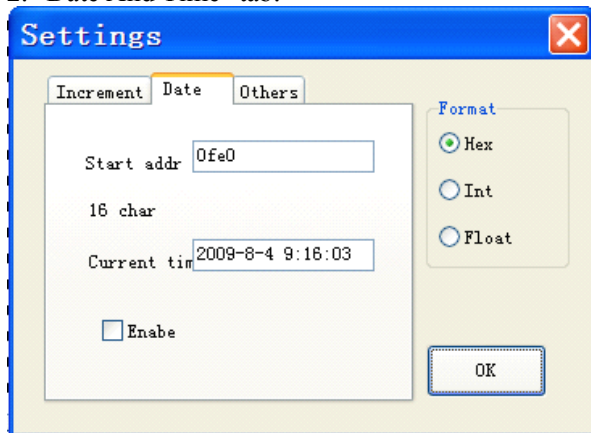 2. "Date And Time" tab.
Settings
Increment Date Others
Start addr 0fe0
16 char
Current tim 2009-8-4 9:16:03
Enabe
Format
Hex
Int
Float
OK